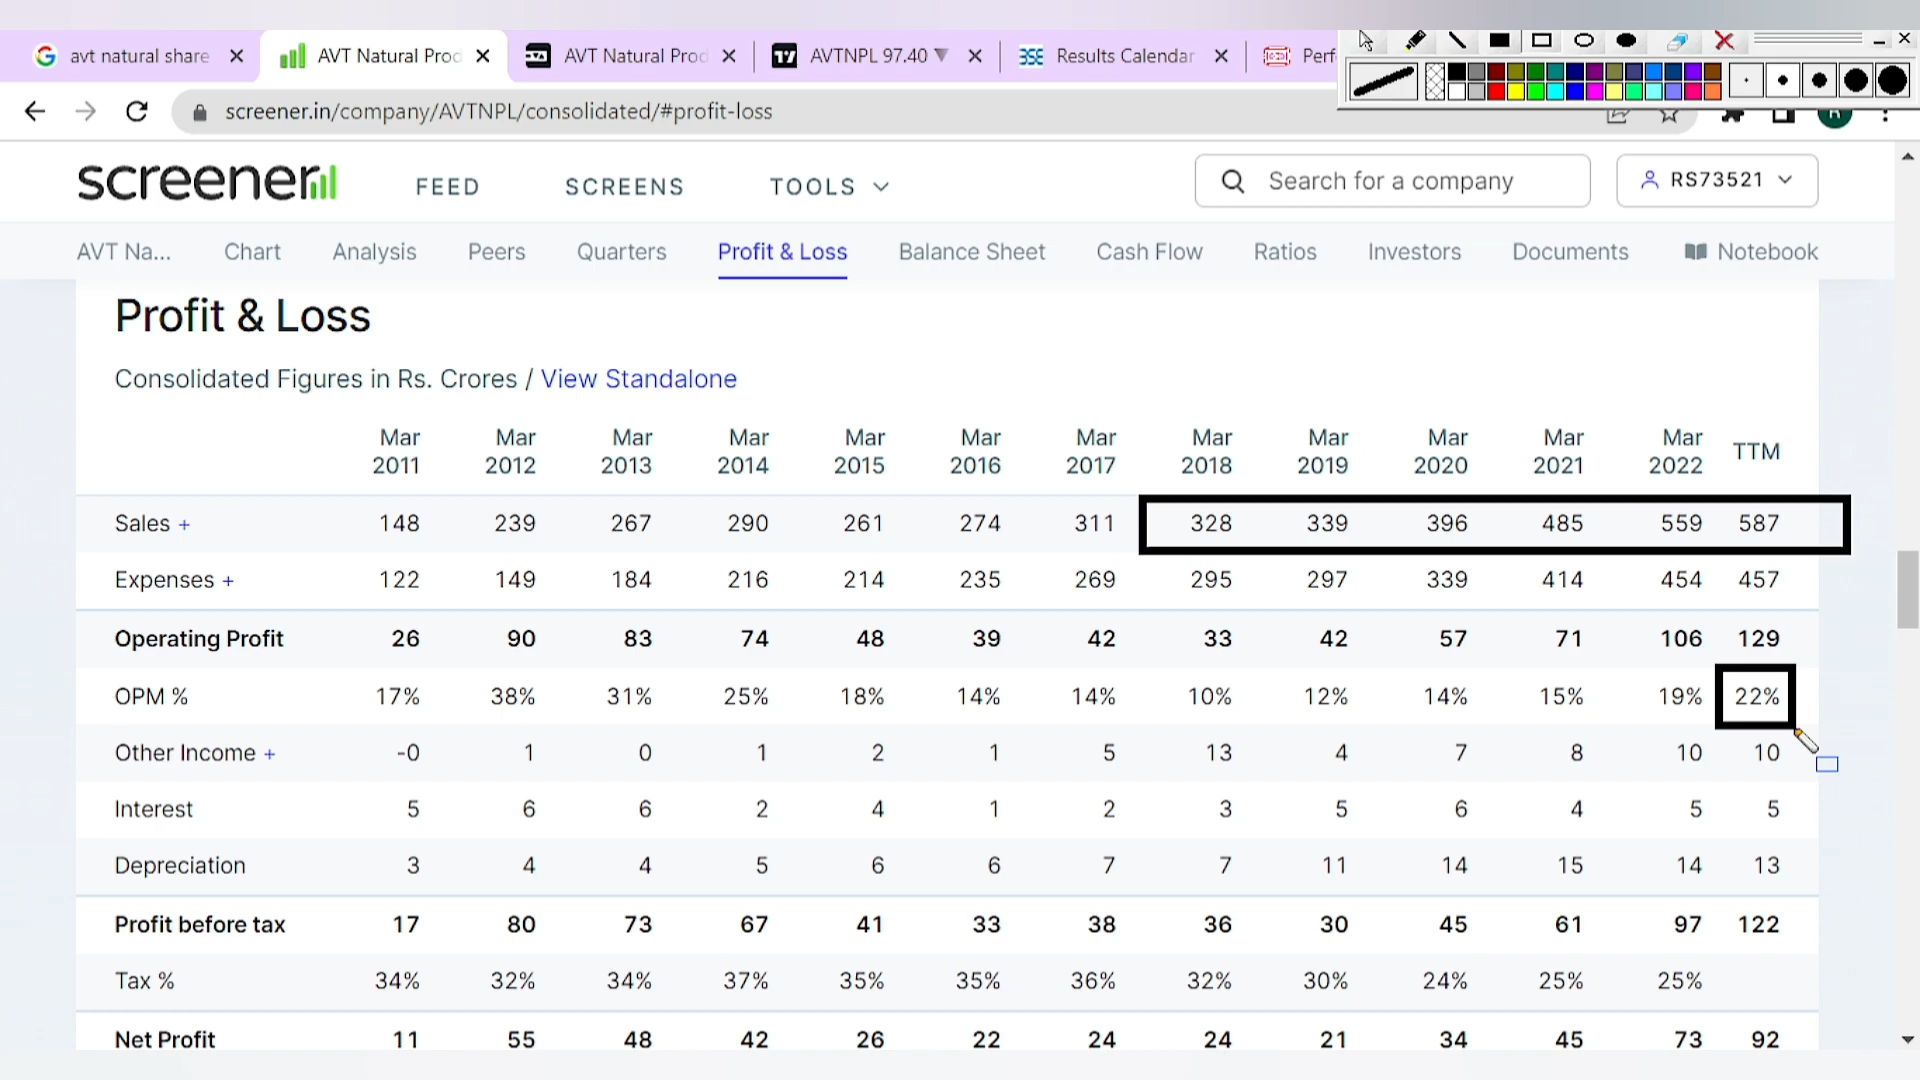 avt natural share
AVT Natural Prod
AVT Natural Prod
AVTNPL 97.40 ▼
Results Calendar
Perf
screener.in/company/AVTNPL/consolidated/#profit-loss
screener
FEED
SCREENS
TOOLS
Search for a company
RS73521
AVT Na...
Chart
Analysis
Peers
Quarters
Profit & Loss
Balance Sheet
Cash Flow
Ratios
Investors
Documents
Notebook
Profit & Loss
Consolidated Figures in Rs. Crores / View Standalone
Mar 2011 Mar 2012 Mar 2013 Mar 2014 Mar 2015 Mar 2016 Mar 2017 Mar 2018 Mar 2019 Mar 2020 Mar 2021 Mar 2022 TTM
Sales + 148 239 267 290 261 274 311 328 339 396 485 559 587
Expenses + 122 149 184 216 214 235 269 295 297 339 414 454 457
Operating Profit 26 90 83 74 48 39 42 33 42 57 71 106 129
OPM % 17% 38% 31% 25% 18% 14% 14% 10% 12% 14% 15% 19% 22%
Other Income + -0 1 0 1 2 1 5 13 4 7 8 10 10
Interest 5 6 6 2 4 1 2 3 5 6 4 5 5
Depreciation 3 4 4 5 6 6 7 7 11 14 15 14 13
Profit before tax 17 80 73 67 41 33 38 36 30 45 61 97 122
Tax % 34% 32% 34% 37% 35% 35% 36% 32% 30% 24% 25% 25%
Net Profit 11 55 48 42 26 22 24 24 21 34 45 73 92